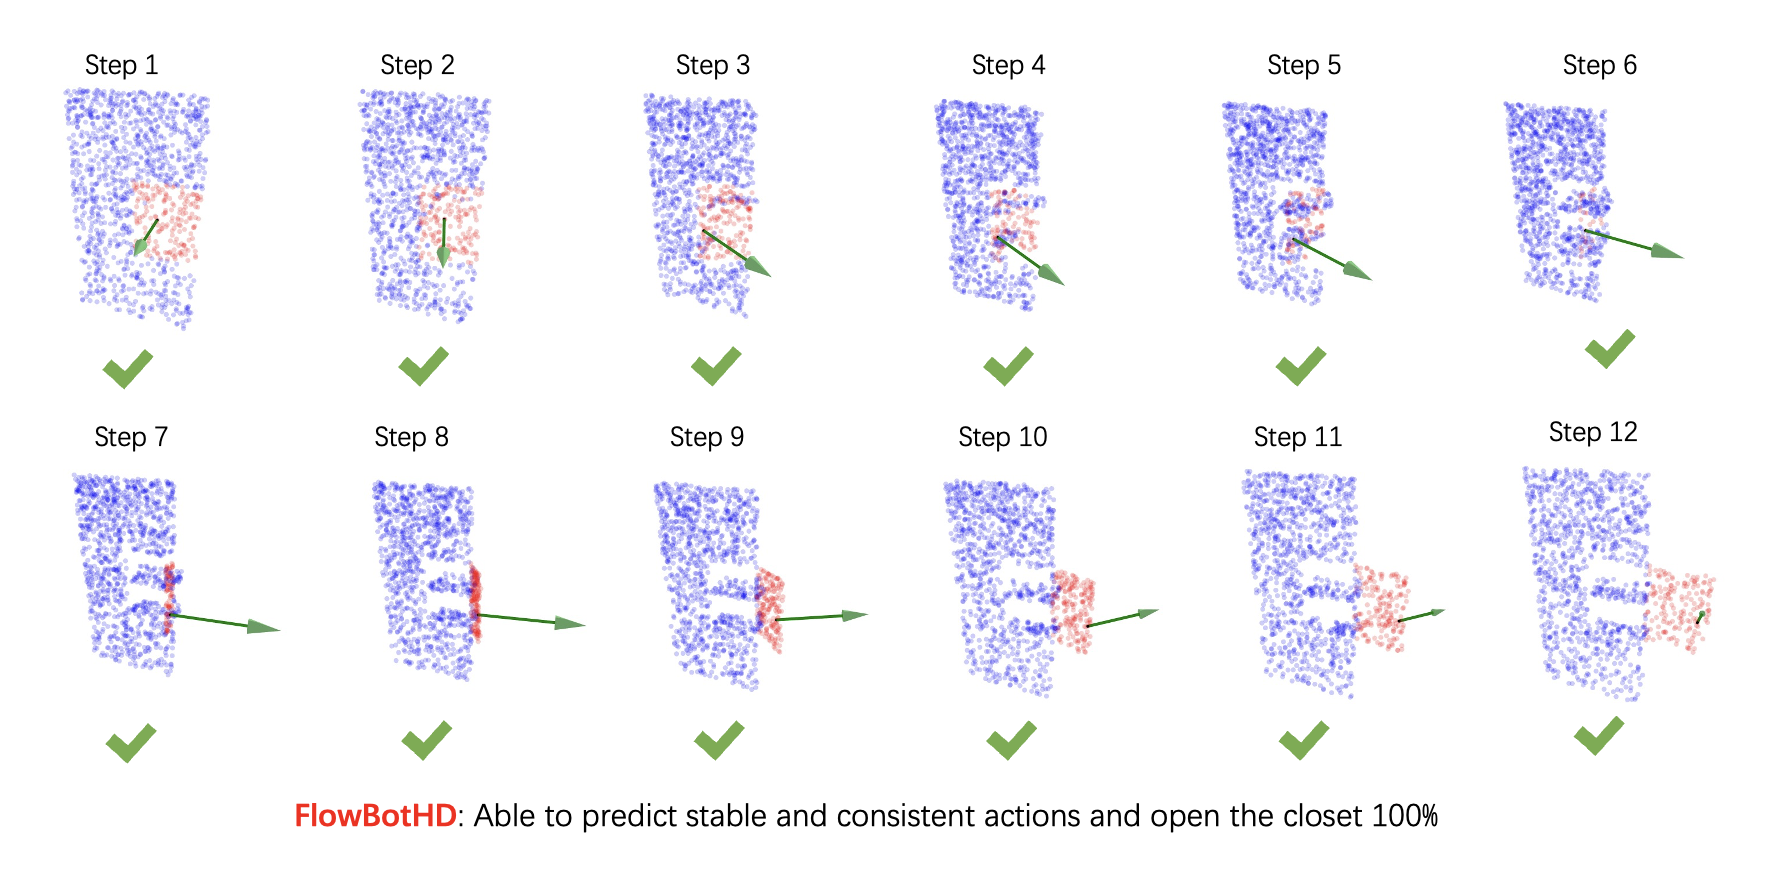 Step 1
Step 2
Step 3
Step 4
Step 5
Step 6
Step 7
Step 8
Step 9
Step 10
Step 11
Step 12
FlowBotHD: Able to predict stable and consistent actions and open the closet 100%